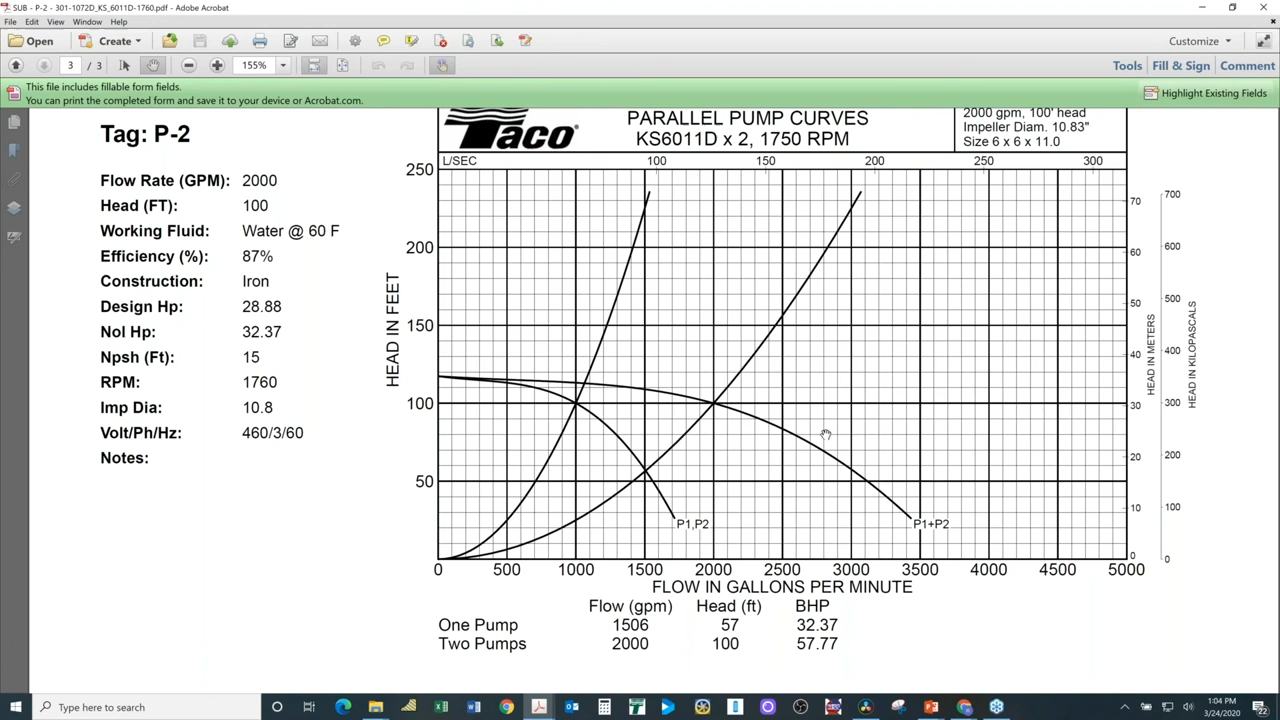 SUB - P-2 - 301-1072D_KS_6011D-1760.pdf - Adobe Acrobat
File Edit View Window Help
Open Create Customize
3 / 3 155% Tools Fill & Sign Comment
This file includes fillable form fields.
You can print the completed form and save it to your device or Acrobat.com.
Highlight Existing Fields
Tag: P-2
Flow Rate (GPM): 2000
Head (FT): 100
Working Fluid: Water @ 60 F
Efficiency (%): 87%
Construction: Iron
Design Hp: 28.88
Nol Hp: 32.37
Npsh (Ft): 15
RPM: 1760
Imp Dia: 10.8
Volt/Ph/Hz: 460/3/60
Notes:
Taco
PARALLEL PUMP CURVES
KS6011D x 2, 1750 RPM
2000 gpm, 100' head
Impeller Diam. 10.83"
Size 6 x 6 x 11.0
L/SEC 100 150 200 250 300
250
200
150
100
50
HEAD IN FEET
70
60
50
40
30
20
10
0
HEAD IN METERS
700
600
500
400
300
200
100
0
HEAD IN KILOPASCALS
P1,P2
P1+P2
0 500 1000 1500 2000 2500 3000 3500 4000 4500 5000
FLOW IN GALLONS PER MINUTE
Flow (gpm) Head (ft) BHP
One Pump 1506 57 32.37
Two Pumps 2000 100 57.77
Type here to search
1:04 PM
3/24/2020
22